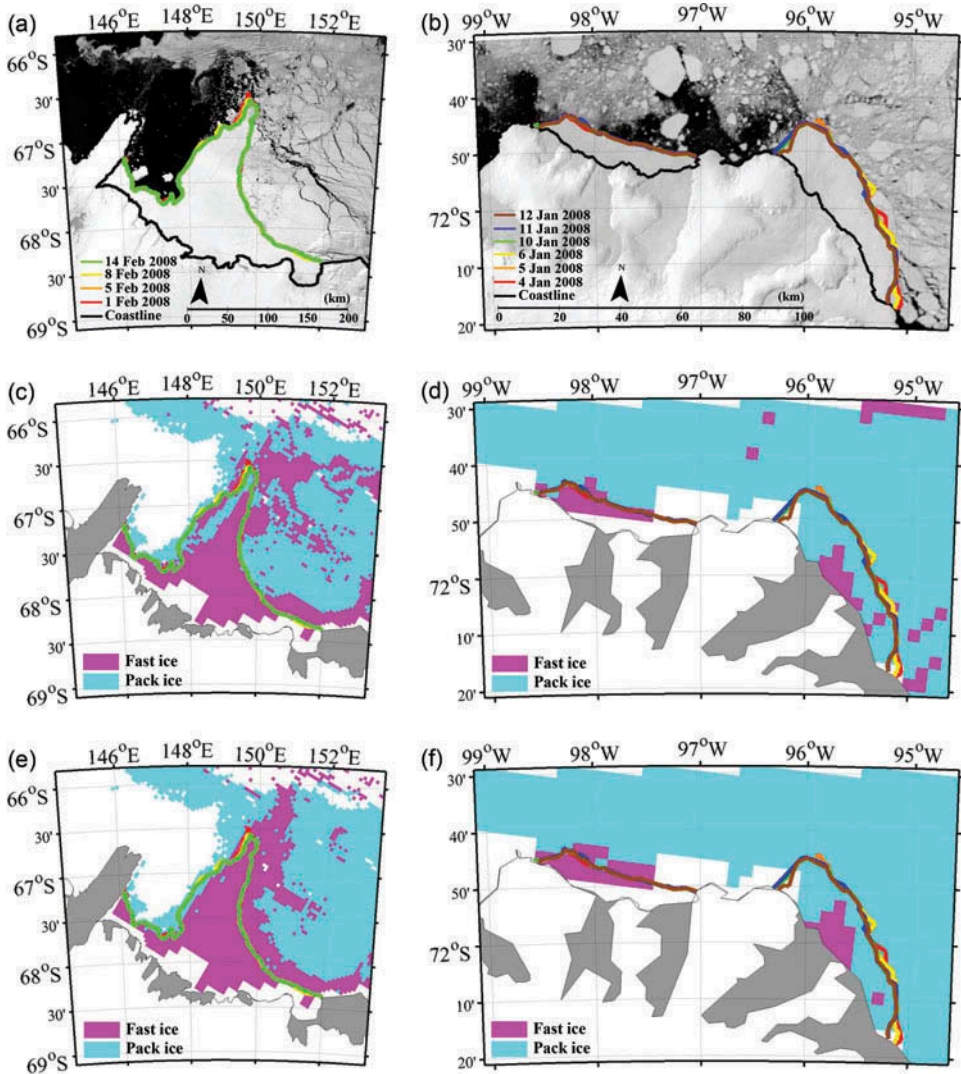 (a)
146°E 148°E 150°E 152°E
66°S
30'
67°S
30'
68°S
30'
69°S
14 Feb 2008
8 Feb 2008
5 Feb 2008
1 Feb 2008
Coastline
N
(km)
0 50 100 150 200
(b)
99°W 98°W 97°W 96°W 95°W
30'
40'
50'
72°S
10'
20'
12 Jan 2008
11 Jan 2008
10 Jan 2008
6 Jan 2008
5 Jan 2008
4 Jan 2008
Coastline
N
(km)
0 20 40 60 80 100
(c)
146°E 148°E 150°E 152°E
66°S
30'
67°S
30'
68°S
30'
69°S
Fast ice
Pack ice
(d)
99°W 98°W 97°W 96°W 95°W
30'
40'
50'
72°S
10'
20'
Fast ice
Pack ice
(e)
146°E 148°E 150°E 152°E
66°S
30'
67°S
30'
68°S
30'
69°S
Fast ice
Pack ice
(f)
99°W 98°W 97°W 96°W 95°W
30'
40'
50'
72°S
10'
20'
Fast ice
Pack ice